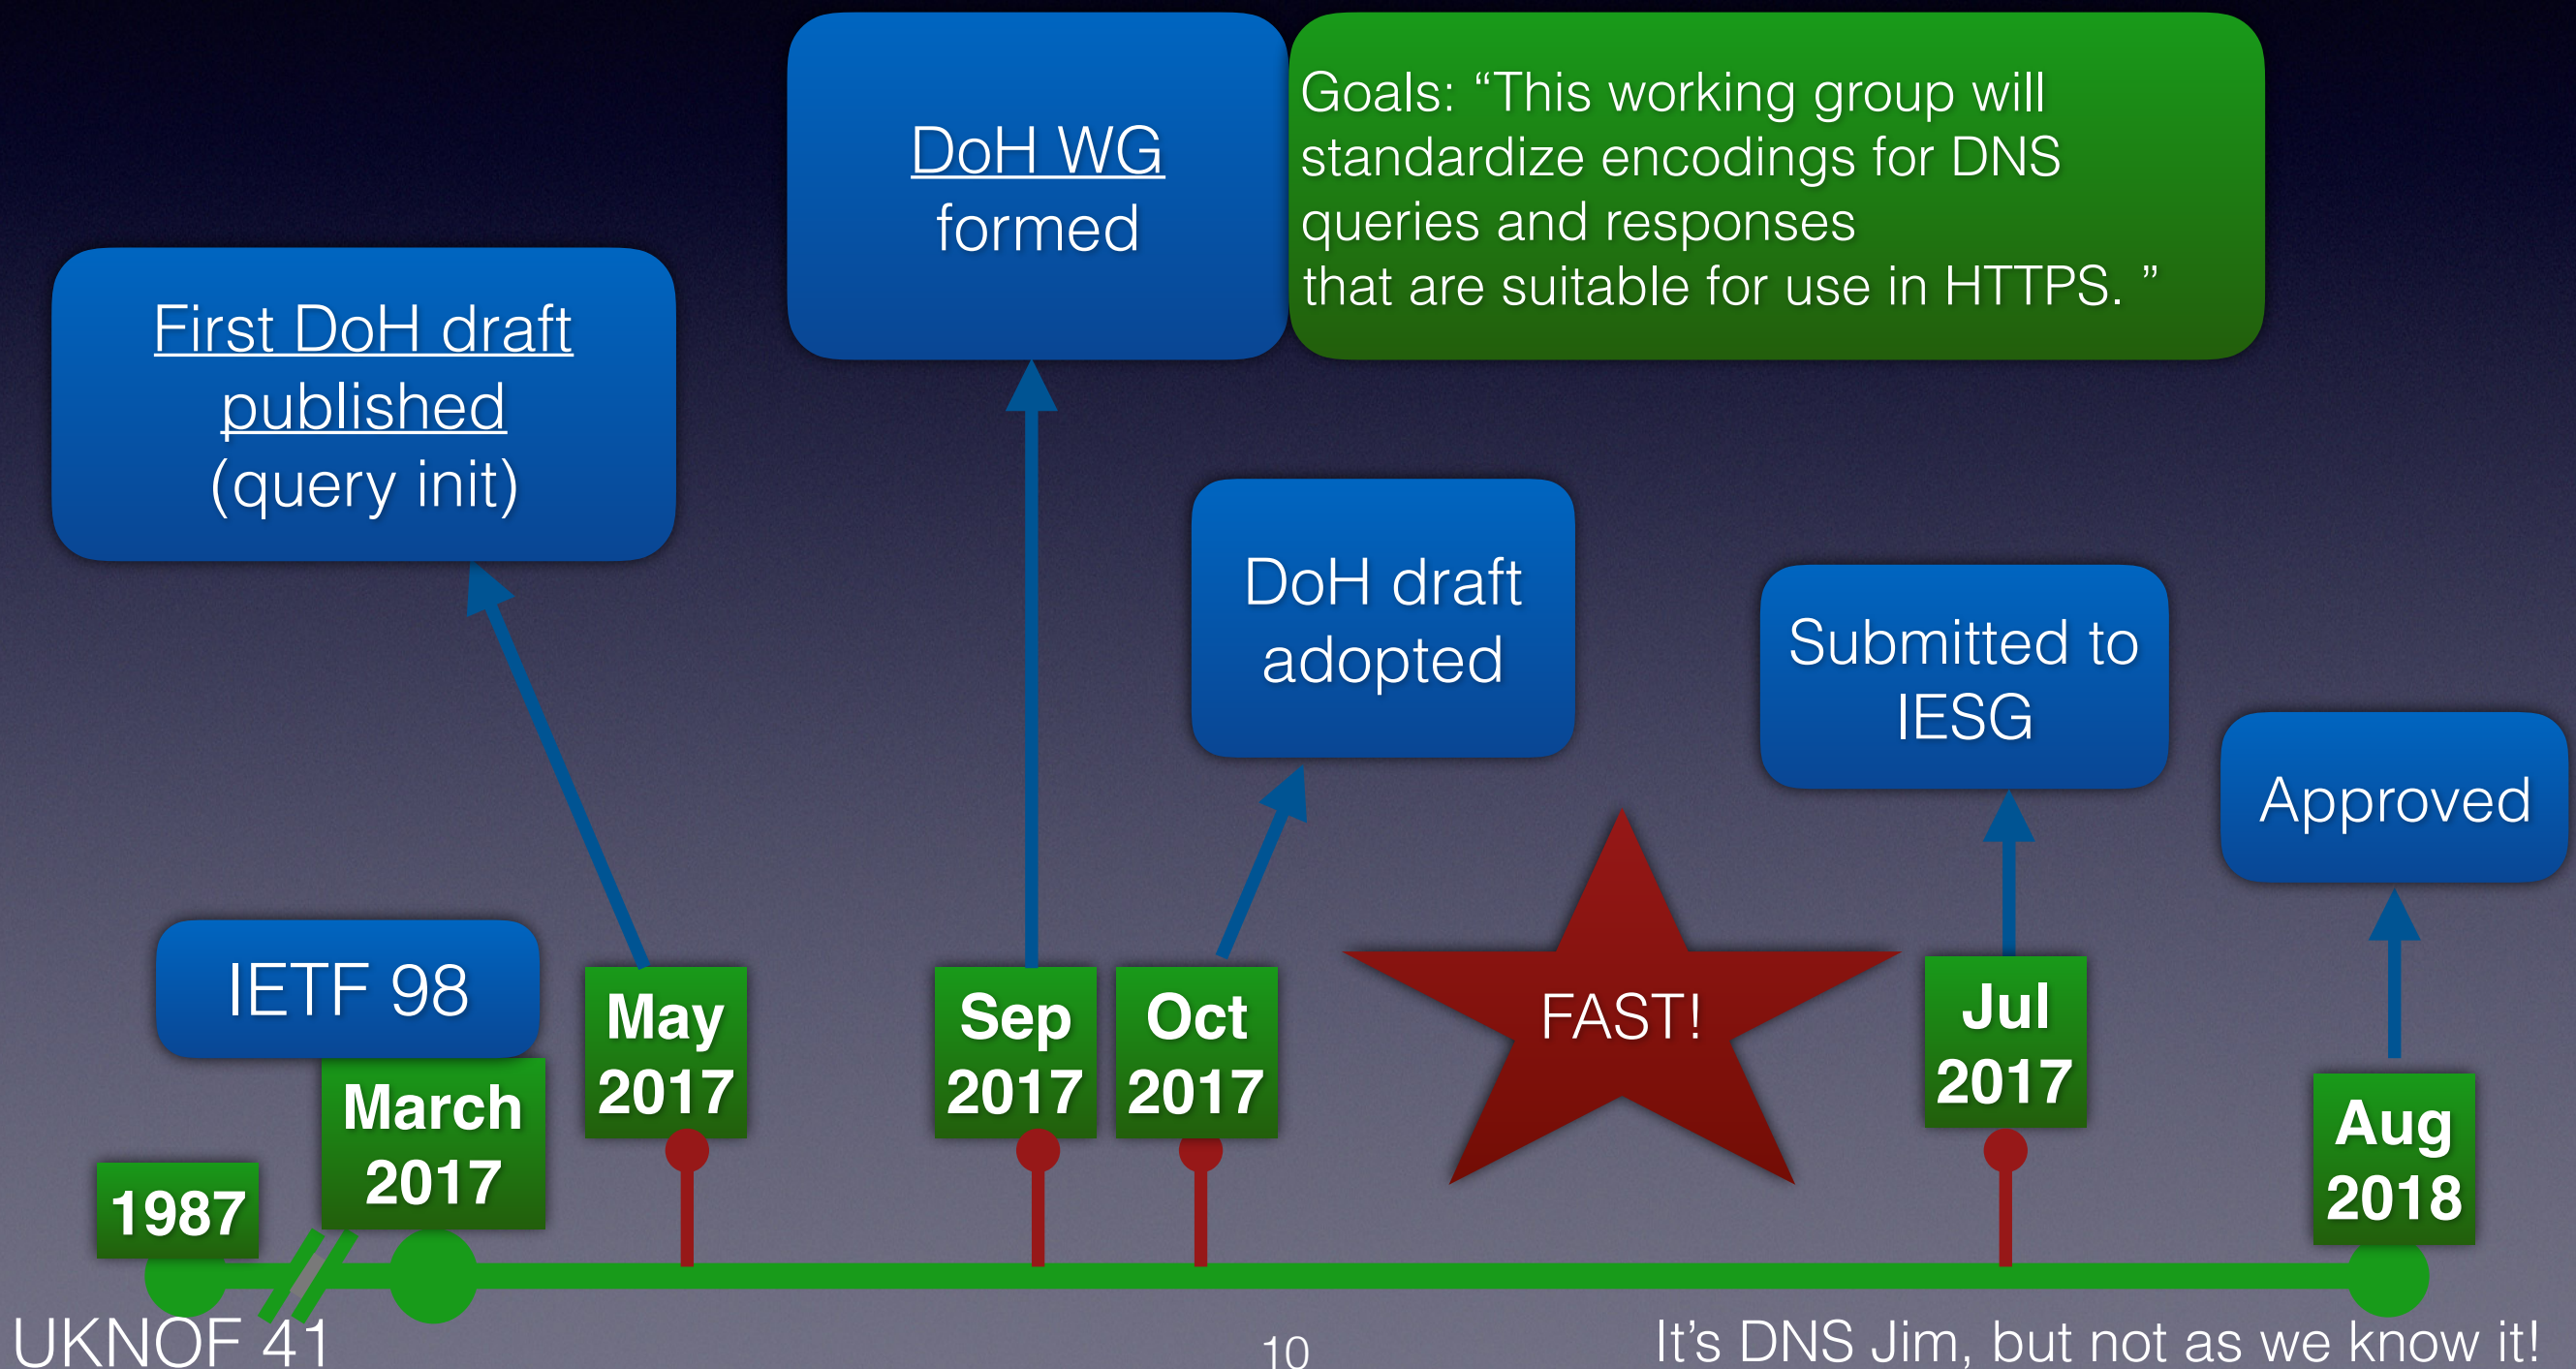 DoH WG
formed
Goals: “This working group will
standardize encodings for DNS
queries and responses
that are suitable for use in HTTPS. ”
First DoH draft
published
(query init)
DoH draft
adopted
Submitted to
IESG
Approved
IETF 98
FAST!
1987
March
2017
May
2017
Sep
2017
Oct
2017
Jul
2017
Aug
2018
UKNOF 41
10
It’s DNS Jim, but not as we know it!